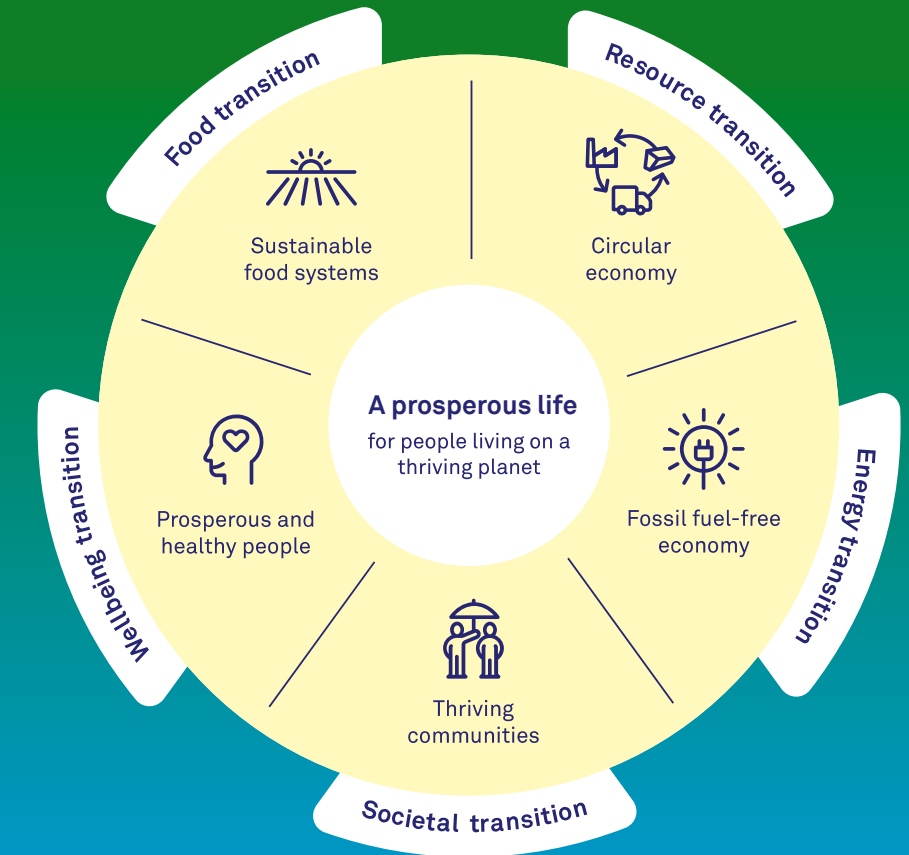 Food transition
Resource transition
Sustainable
food systems
Circular
economy
A prosperous life
for people living on a
thriving planet
Prosperous and
healthy people
Fossil fuel-free
economy
Wellbeing transition
Energy transition
Thriving
communities
Societal transition